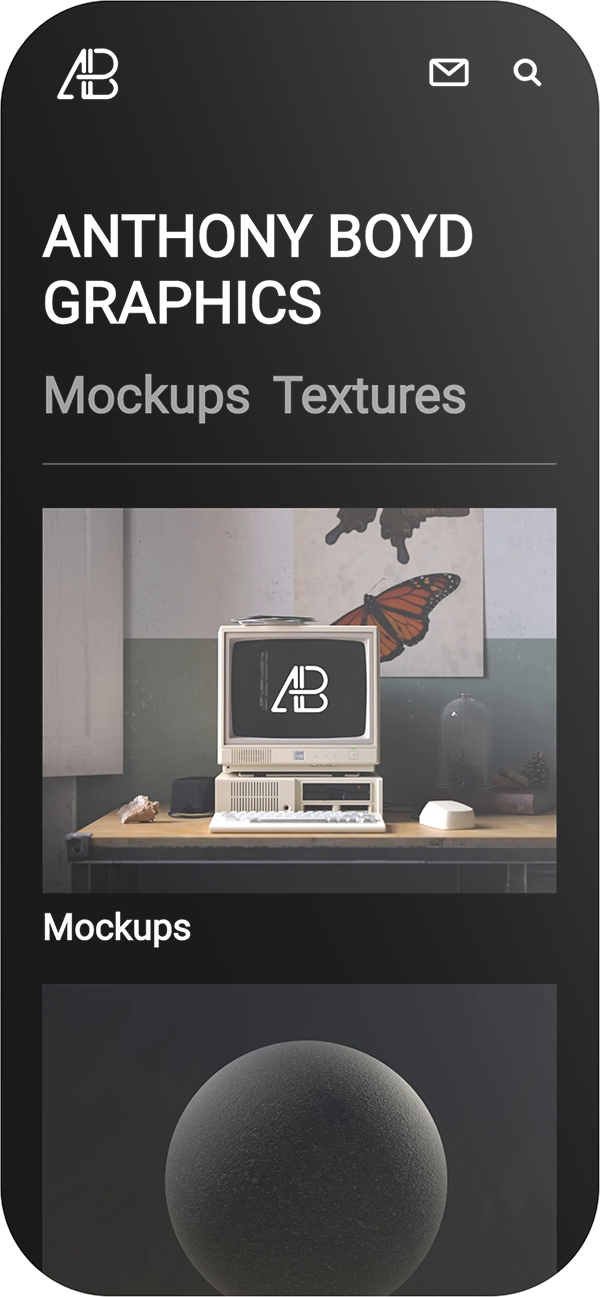 AB
ANTHONY BOYD
GRAPHICS
Mockups Textures
AB
Mockups